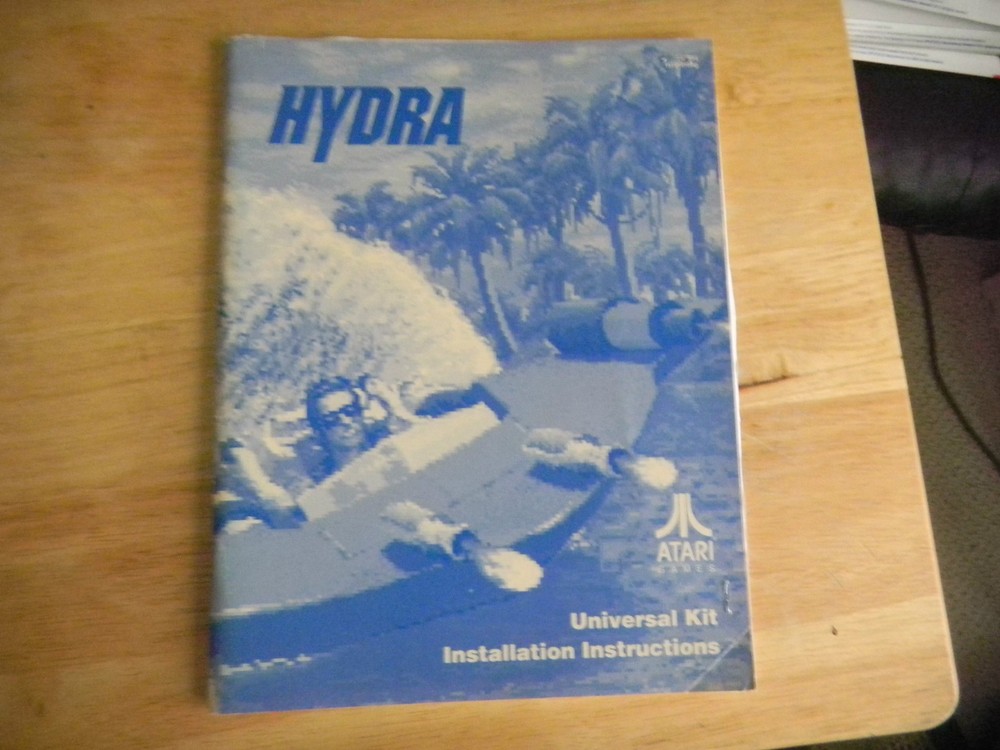 HYDRA
ATARI
GAMES
Universal Kit
Installation Instructions